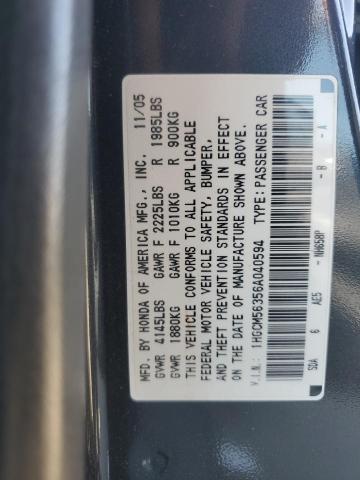 MFD. BY HONDA OF AMERICA MFG., INC. 11/05
GVWR 4145LBS GAWR F 2225LBS R 1985LBS
GVWR 1880KG GAWR F 1010KG R 900KG
THIS VEHICLE CONFORMS TO ALL APPLICABLE
FEDERAL MOTOR VEHICLE SAFETY, BUMPER,
AND THEFT PREVENTION STANDARDS IN EFFECT
ON THE DATE OF MANUFACTURE SHOWN ABOVE.
V.I.N.: 1HGCM56356A040594 TYPE: PASSENGER CAR
SDA 6 AE5 - NH658P - B - A